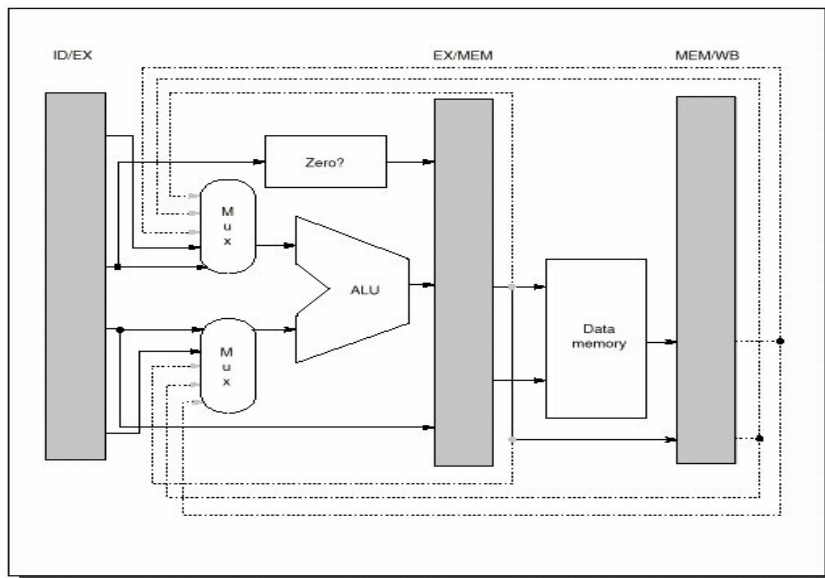 ID/EX
EX/MEM
MEM/WB
Zero?
M
u
x
ALU
Data
memory
M
u
x